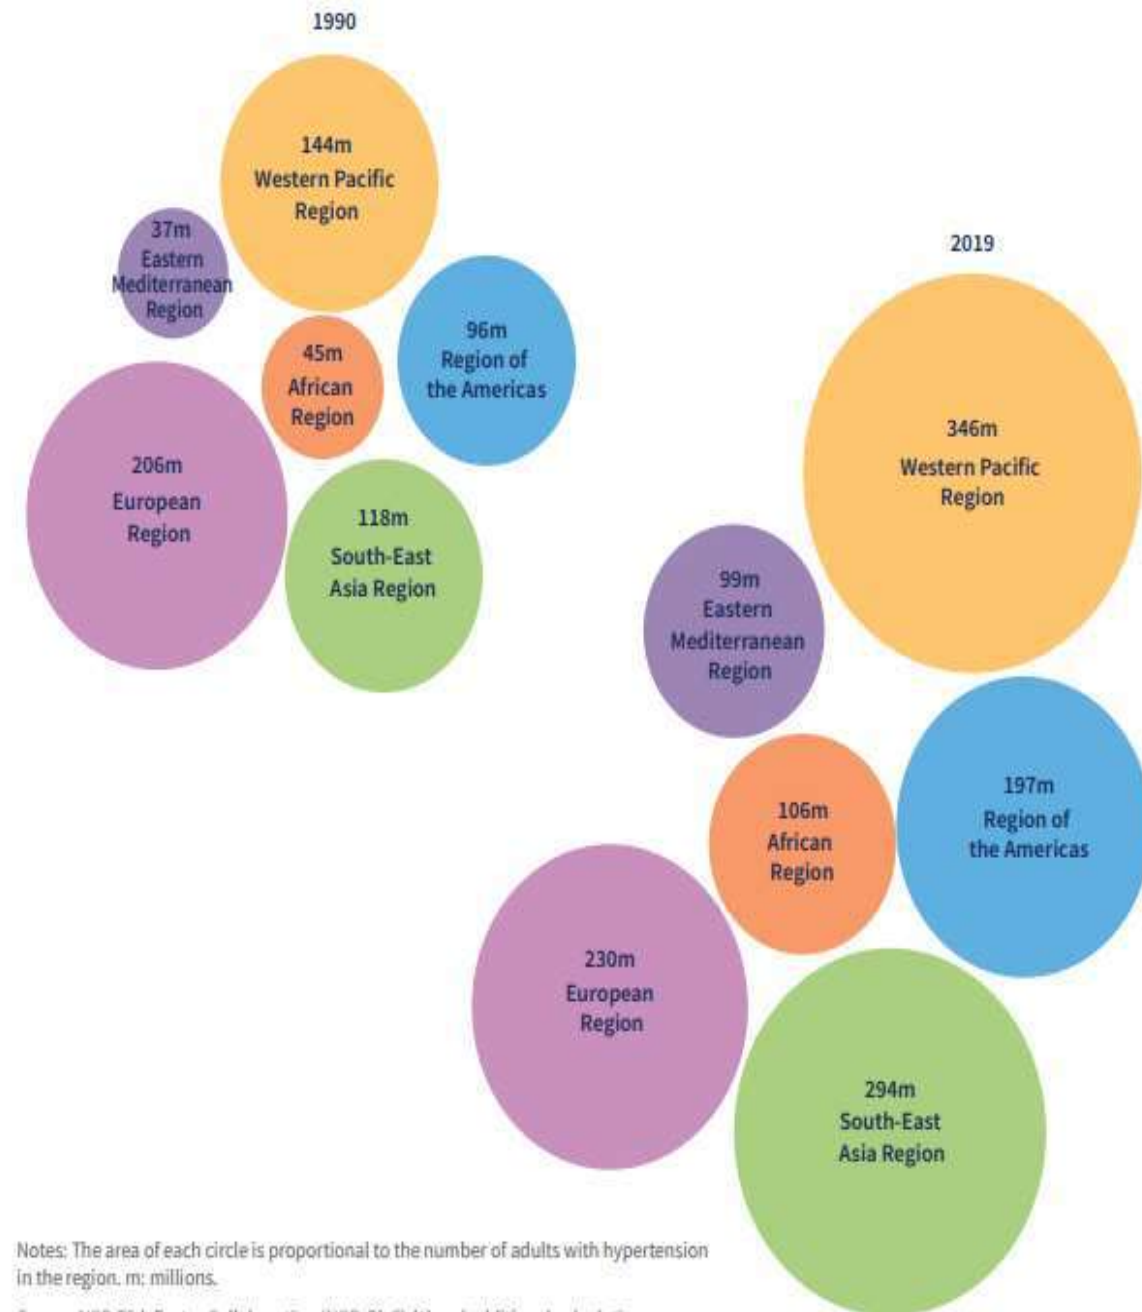 1990
144m
Western Pacific
Region
37m
Eastern
Mediterranean
Region
96m
Region of
the Americas
45m
African
Region
206m
European
Region
118m
South-East
Asia Region
2019
346m
Western Pacific
Region
99m
Eastern
Mediterranean
Region
197m
Region of
the Americas
106m
African
Region
230m
European
Region
294m
South-East
Asia Region
Notes: The area of each circle is proportional to the number of adults with hypertension
in the region. m: millions.